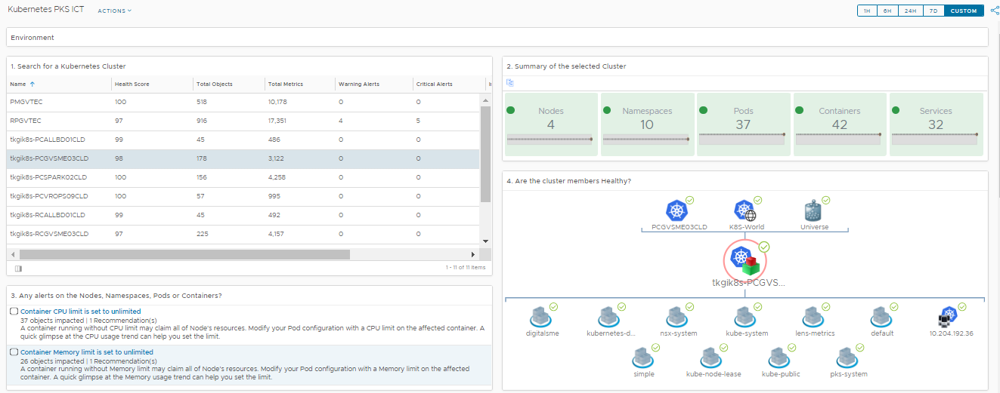 Kubernetes PKS ICT ACTIONS
1H 6H 24H 7D CUSTOM
Environment
1. Search for a Kubernetes Cluster
Name Health Score Total Objects Total Metrics Warning Alerts Critical Alerts
PMGVTEC 100 518 10,178 0 0
RPGVTEC 97 916 17,351 4 5
tkgik8s-PCALLBD01CLD 99 45 486 0 0
tkgik8s-PCGVSME03CLD 98 178 3,122 0 0
tkgik8s-PCSPARK02CLD 100 156 4,258 0 0
tkgik8s-PCVROPS09CLD 100 57 995 0 0
tkgik8s-RCALLBD01CLD 99 45 492 0 0
tkgik8s-RCGVSME03CLD 97 225 4,157 0 0
1 - 11 of 11 items
2. Summary of the selected Cluster
Nodes Namespaces Pods Containers Services
4 10 37 42 32
3. Any alerts on the Nodes, Namespaces, Pods or Containers?
Container CPU limit is set to unlimited
37 objects impacted | 1 Recommendation(s)
A container running without CPU limit may claim all of Node's resources. Modify your Pod configuration with a CPU limit on the affected container. A
quick glimpse at the CPU usage trend can help you set the limit.
Container Memory limit is set to unlimited
26 objects impacted | 1 Recommendation(s)
A container running without Memory limit may claim all of Node's resources. Modify your Pod configuration with a Memory limit on the affected
container. A quick glimpse at the Memory usage trend can help you set the limit.
4. Are the cluster members Healthy?
PCGVSME03CLD K8S-World Universe
tkgik8s-PCGVS...
digitalsme kubernetes-d... nsx-system kube-system lens-metrics default 10.204.192.36
simple kube-node-lease kube-public pks-system